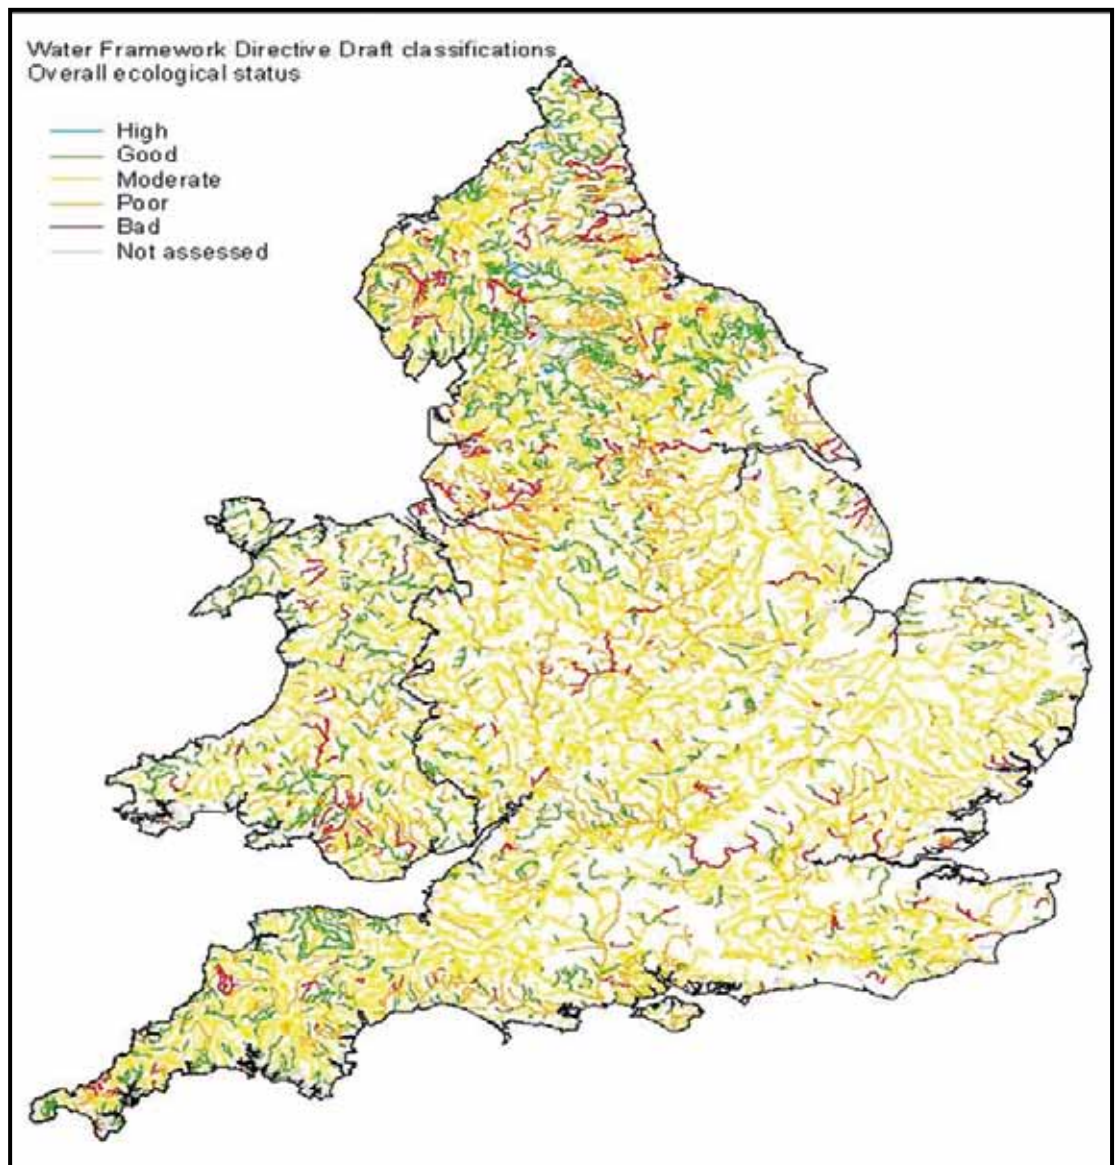 Water Framework Directive Draft classifications
Overall ecological status
High
Good
Moderate
Poor
Bad
Not assessed